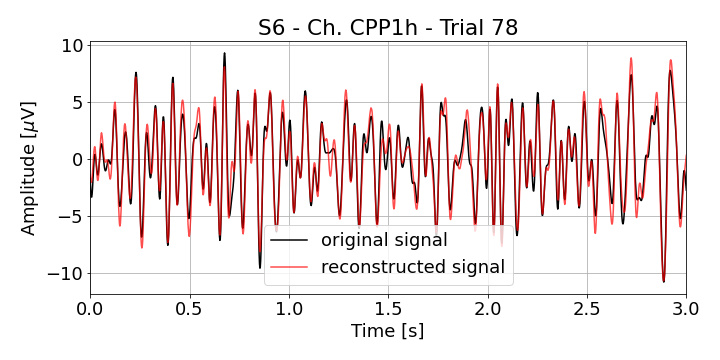 S6 - Ch. CPP1h - Trial 78
Amplitude [μV]
10
5
0
−5
−10
original signal
reconstructed signal
0.0 0.5 1.0 1.5 2.0 2.5 3.0
Time [s]